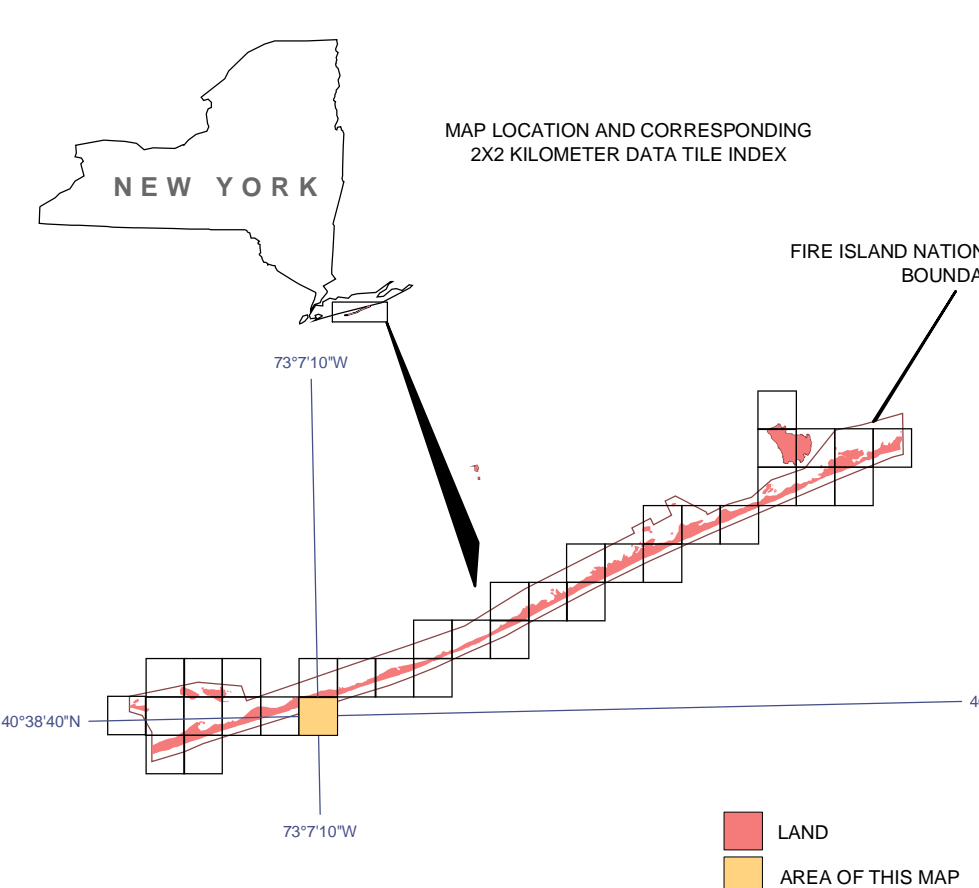 MAP LOCATION AND CORRESPONDING
2X2 KILOMETER DATA TILE INDEX
NEW YORK
FIRE ISLAND NATION
BOUNDA
73°7'10"W
40°38'40"N
40
73°7'10"W
LAND
AREA OF THIS MAP